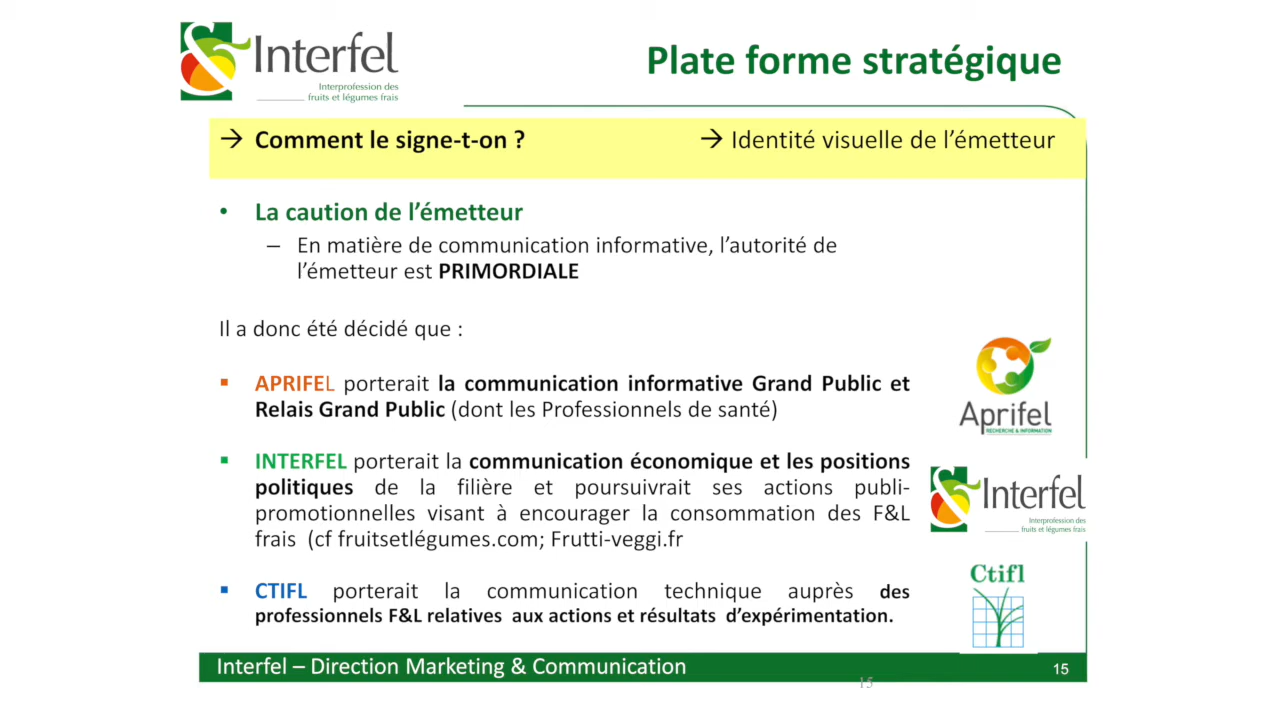 Interfel
Interprofession des
fruits et légumes frais
Plate forme stratégique
→ Comment le signe-t-on ? → Identité visuelle de l’émetteur
• La caution de l’émetteur
– En matière de communication informative, l’autorité de
l’émetteur est PRIMORDIALE
Il a donc été décidé que :
▪ APRIFEL porterait la communication informative Grand Public et
Relais Grand Public (dont les Professionnels de santé)
Aprifel
RECHERCHE & INFORMATION
▪ INTERFEL porterait la communication économique et les positions
politiques de la filière et poursuivrait ses actions publi-
promotionnelles visant à encourager la consommation des F&L
frais (cf fruitsetlégumes.com; Frutti-veggi.fr
Interfel
Interprofession des
fruits et légumes frais
▪ CTIFL porterait la communication technique auprès des
professionnels F&L relatives aux actions et résultats d’expérimentation.
Ctifl
Interfel – Direction Marketing & Communication
15
15